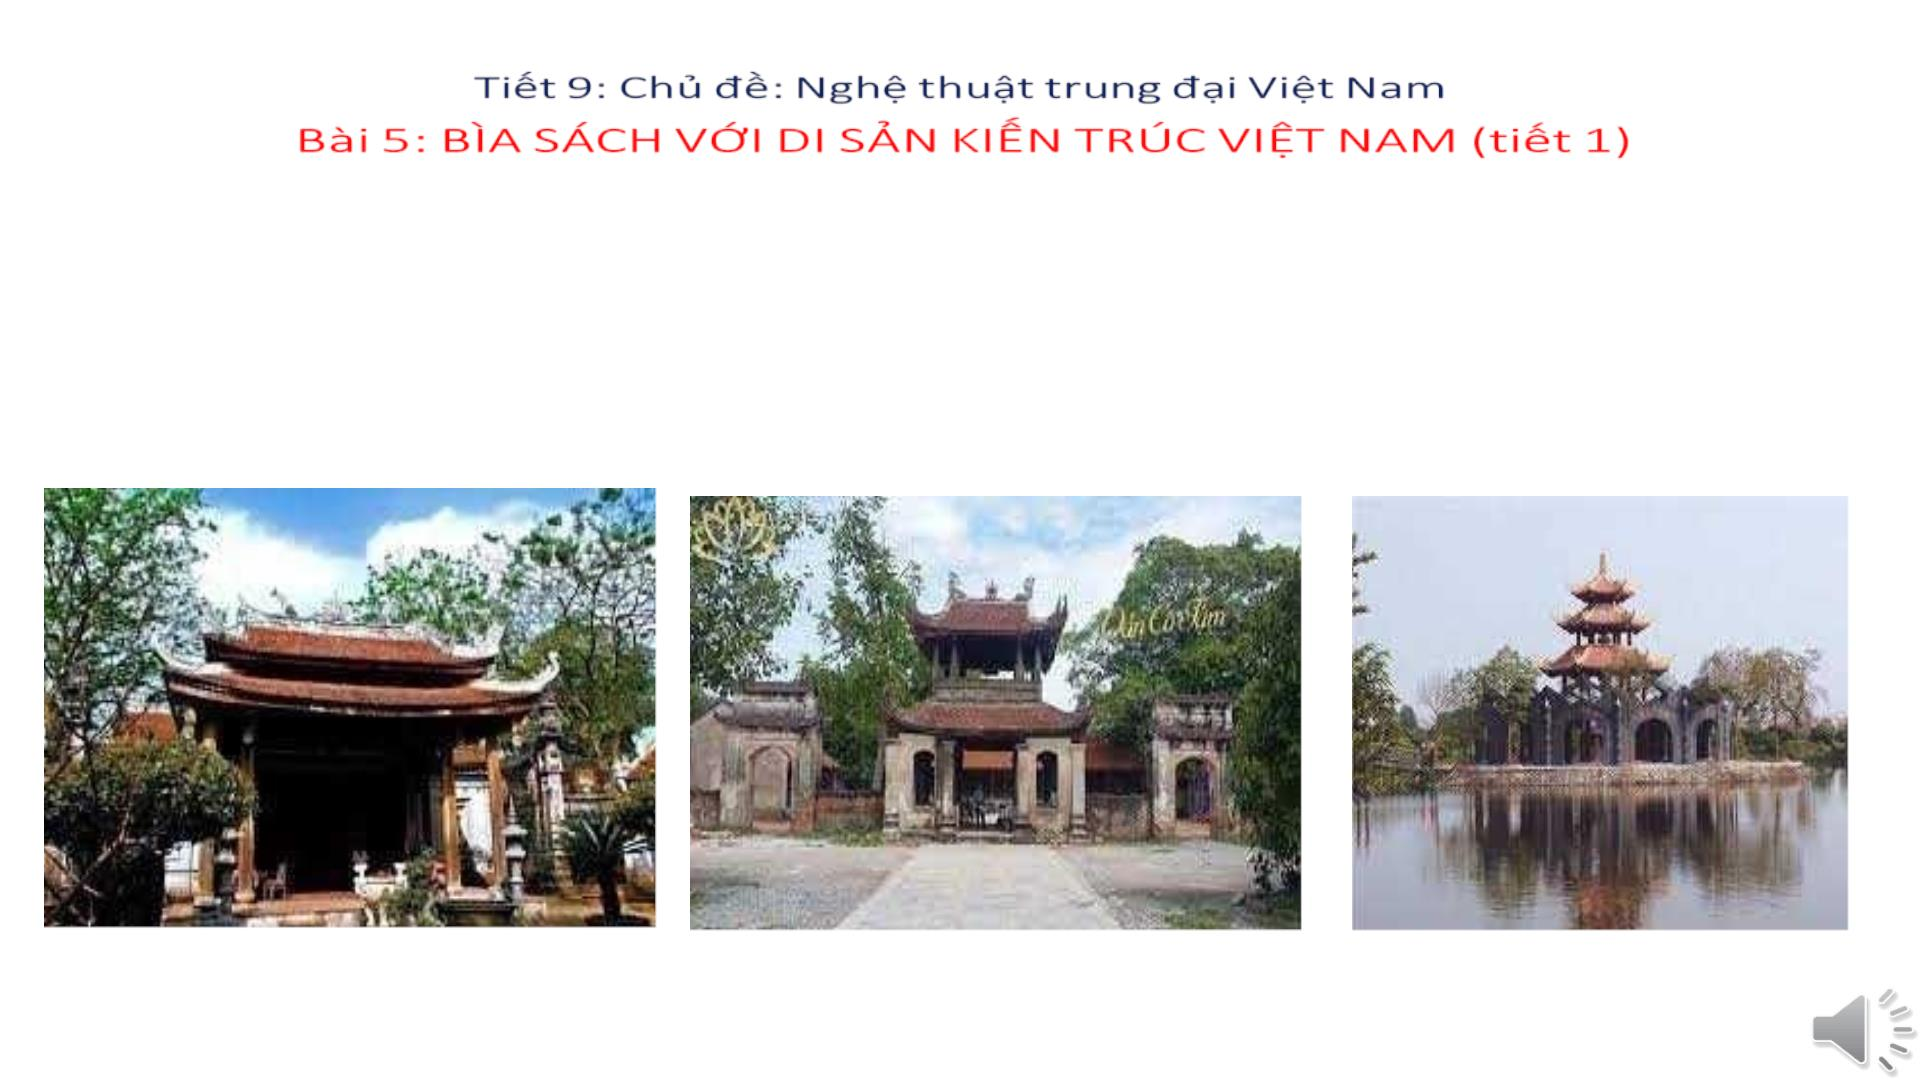 Tiết 9: Chủ đề: Nghệ thuật trung đại Việt Nam
Bài 5: BÌA SÁCH VỚI DI SẢN KIẾN TRÚC VIỆT NAM (tiết 1)